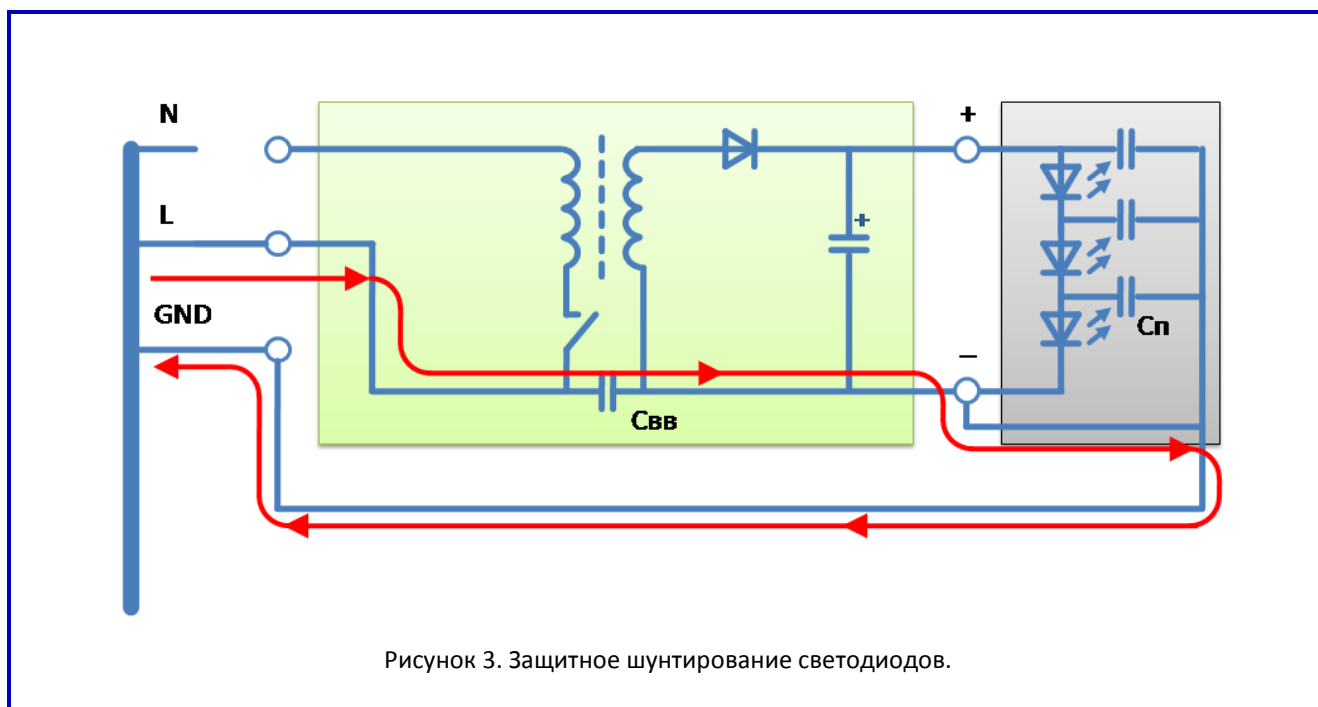 N
+
L
+
GND
Сп
–
Свв
Рисунок 3. Защитное шунтирование светодиодов.